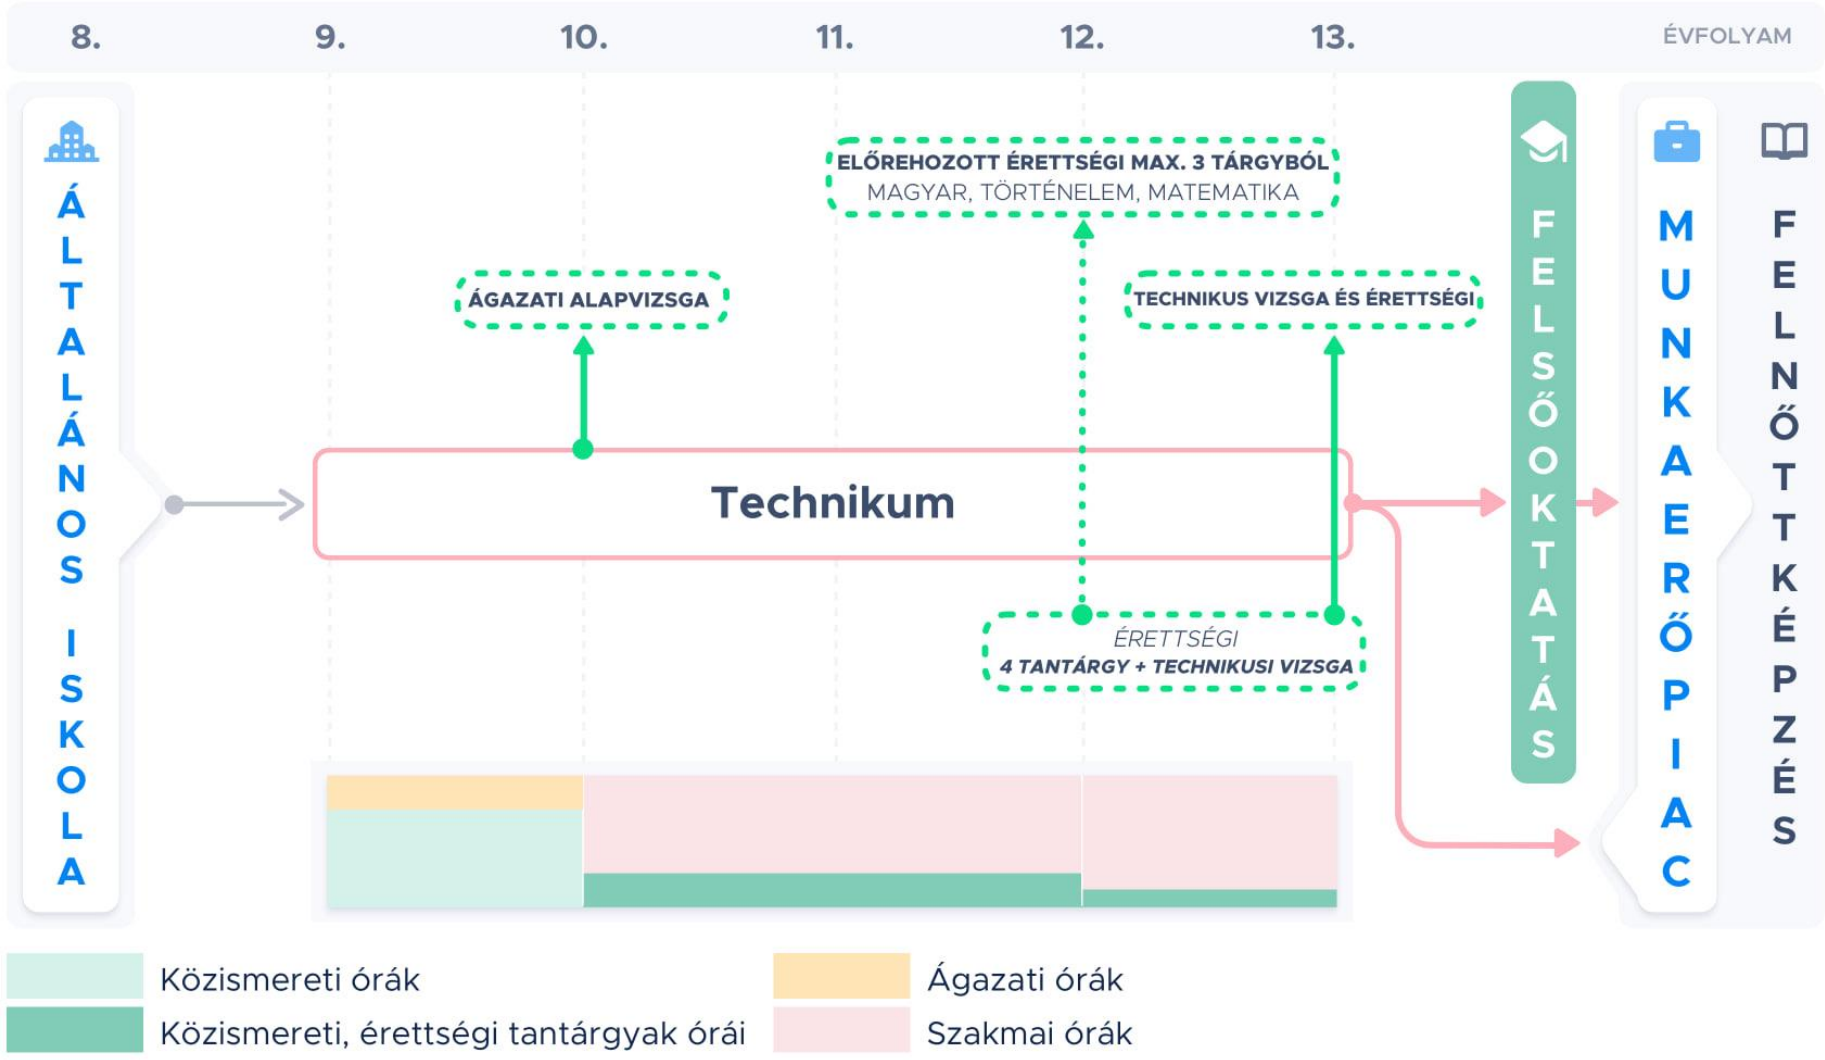 8. 9. 10. 11. 12. 13. ÉVFOLYAM
ÁLTALÁNOS ISKOLA
ELŐREHOZOTT ÉRETTSÉGI MAX. 3 TÁRGYBÓL
MAGYAR, TÖRTÉNELEM, MATEMATIKA
ÁGAZATI ALAPVIZSGA
TECHNIKUS VIZSGA ÉS ÉRETTSÉGI
Technikum
ÉRETTSÉGI
4 TANTÁRGY + TECHNIKUSI VIZSGA
FELSŐOKTATÁS
MUNKAERŐPIAC
FELNŐTTKÉPZÉS
Közismereti órák
Ágazati órák
Közismereti, érettségi tantárgyak órái
Szakmai órák